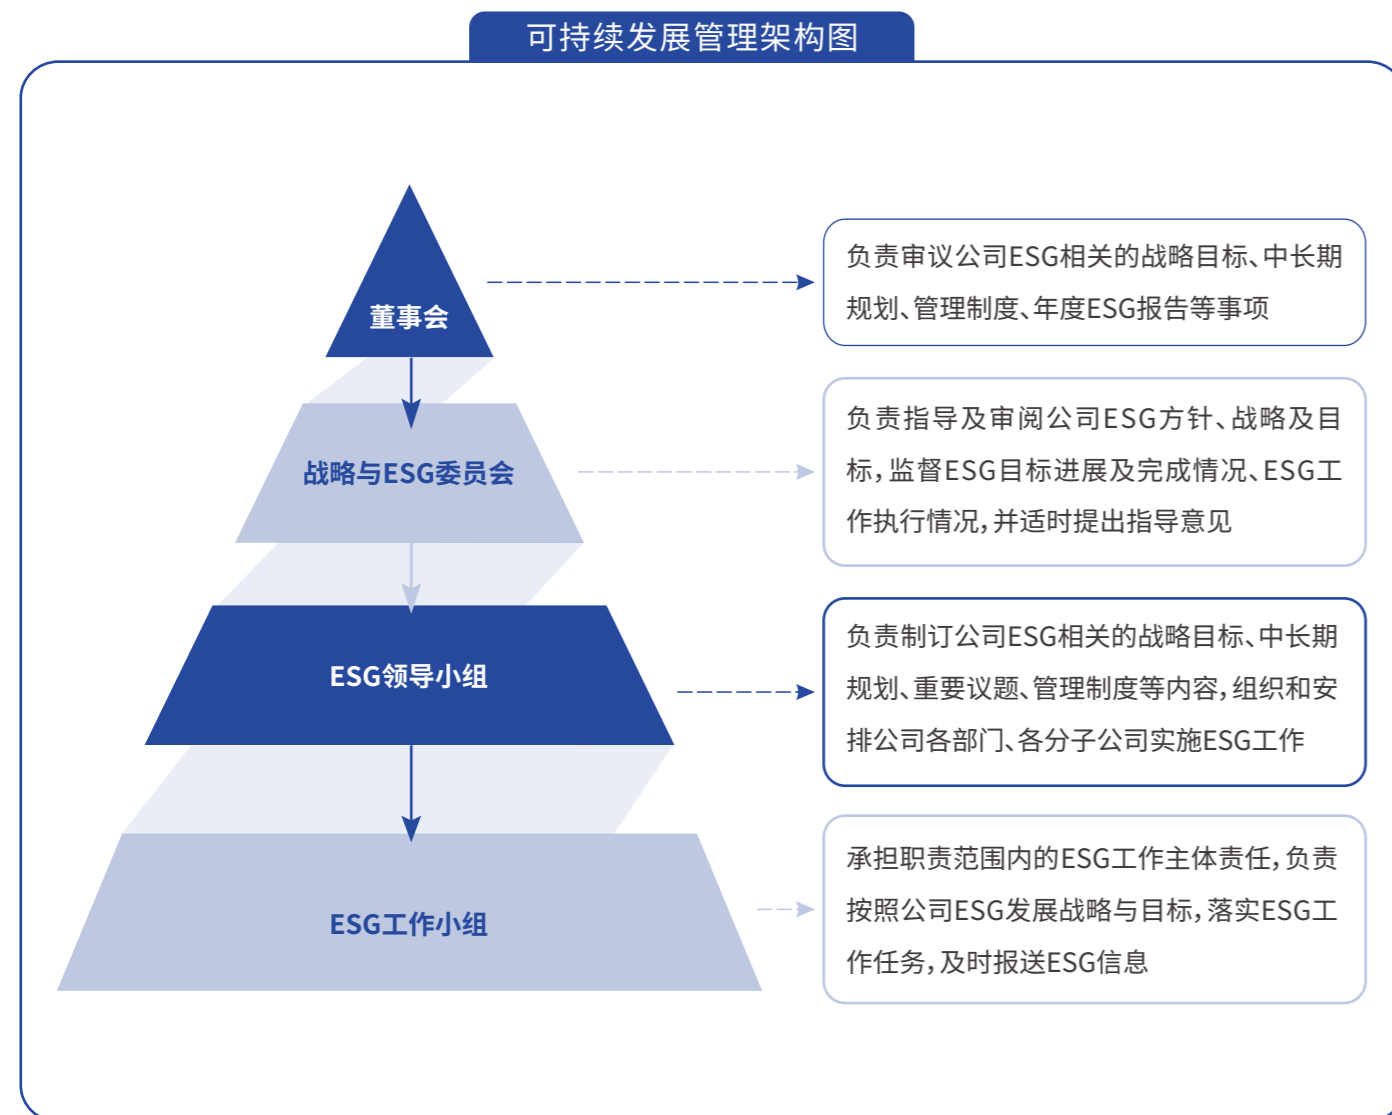 可持续发展管理架构图
董事会
负责审议公司ESG相关的战略目标、中长期
规划、管理制度、年度ESG报告等事项
战略与ESG委员会
负责指导及审阅公司ESG方针、战略及目
标，监督ESG目标进展及完成情况、ESG工
作执行情况，并适时提出指导意见
ESG领导小组
负责制订公司ESG相关的战略目标、中长期
规划、重要议题、管理制度等内容，组织和安
排公司各部门、各分子公司实施ESG工作
ESG工作小组
承担职责范围内的ESG工作主体责任，负责
按照公司ESG发展战略与目标，落实ESG工
作任务，及时报送ESG信息